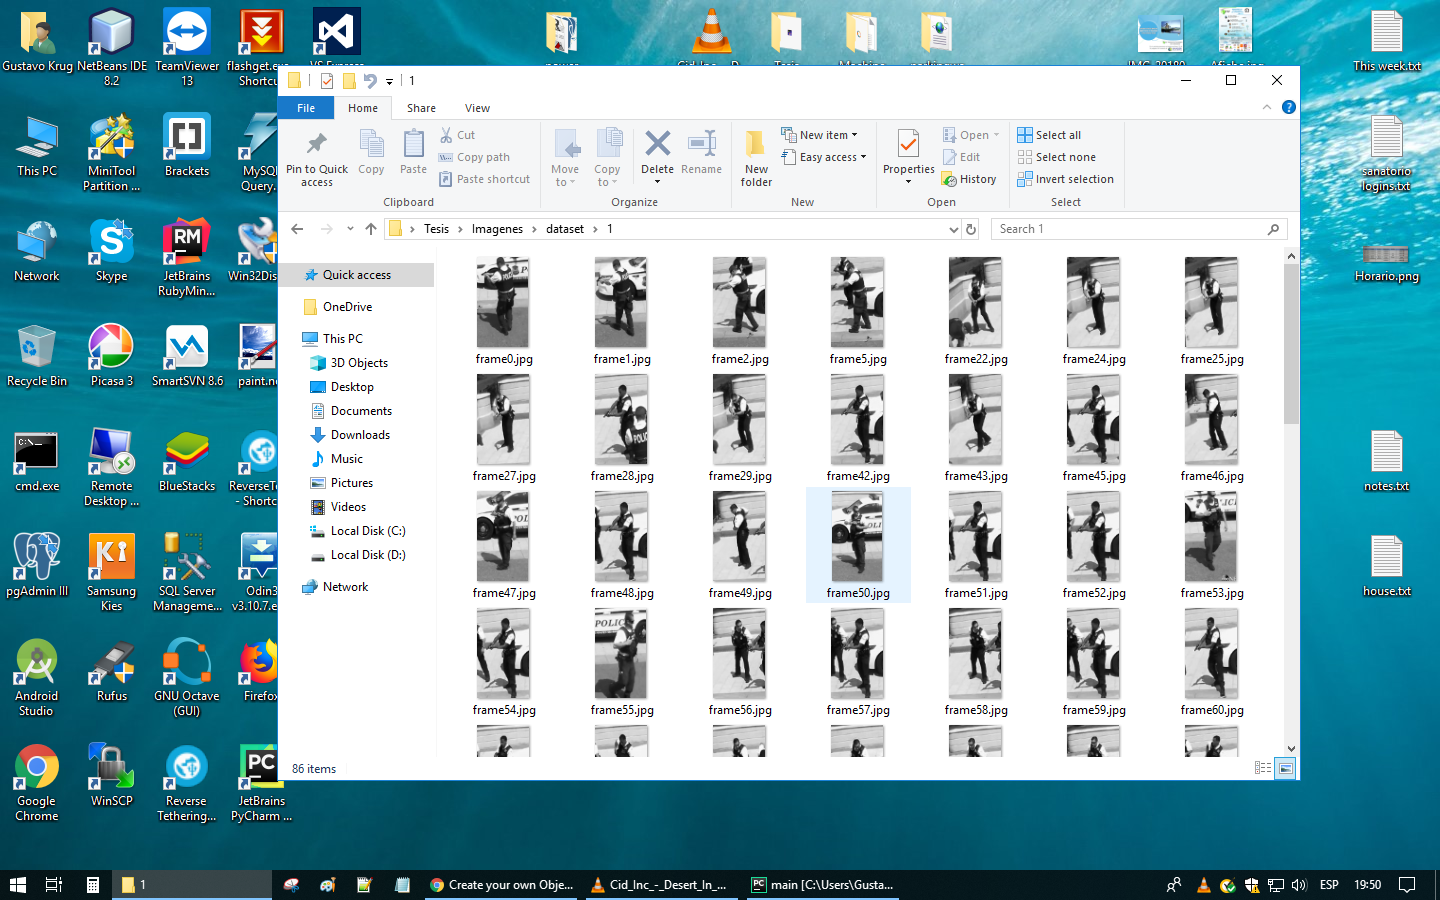 Gustavo Krug
NetBeans IDE
8.2
TeamViewer
13
flashget.exe
Shortcu
VS Express
power
Cid_Inc_-_D
Tesis
IMG_20180
Afiche.jpg
This week.txt
This PC
MiniTool
Partition ...
Brackets
MySQL
Query.
sanatorio
logins.txt
Network
Skype
JetBrains
RubyMin...
Win32Dis
Horario.png
Recycle Bin
Picasa 3
SmartSVN 8.6
paint.ne
cmd.exe
Remote
Desktop ...
BlueStacks
ReverseTe
- Shortc
notes.txt
pgAdmin III
Samsung
Kies
SQL Server
Manageme...
Odin3
v3.10.7.e
house.txt
Android
Studio
Rufus
GNU Octave
(GUI)
Firefox
Google
Chrome
WinSCP
Reverse
Tethering...
JetBrains
PyCharm ...
1
File
Home
Share
View
Pin to Quick
access
Copy
Paste
Cut
Copy path
Paste shortcut
Clipboard
Move
to
Copy
to
Delete
Rename
Organize
New
folder
New item
Easy access
New
Properties
Open
Edit
History
Open
Select all
Select none
Invert selection
Select
Tesis
Imagenes
dataset
1
Search 1
Quick access
OneDrive
This PC
3D Objects
Desktop
Documents
Downloads
Music
Pictures
Videos
Local Disk (C:)
Local Disk (D:)
Network
frame0.jpg
frame1.jpg
frame2.jpg
frame5.jpg
frame22.jpg
frame24.jpg
frame25.jpg
frame27.jpg
frame28.jpg
frame29.jpg
frame42.jpg
frame43.jpg
frame45.jpg
frame46.jpg
frame47.jpg
frame48.jpg
frame49.jpg
frame50.jpg
frame51.jpg
frame52.jpg
frame53.jpg
frame54.jpg
frame55.jpg
frame56.jpg
frame57.jpg
frame58.jpg
frame59.jpg
frame60.jpg
86 items
1
Create your own Obje...
Cid_Inc_-_Desert_In_...
main [C:\Users\Gusta...
ESP
19:50